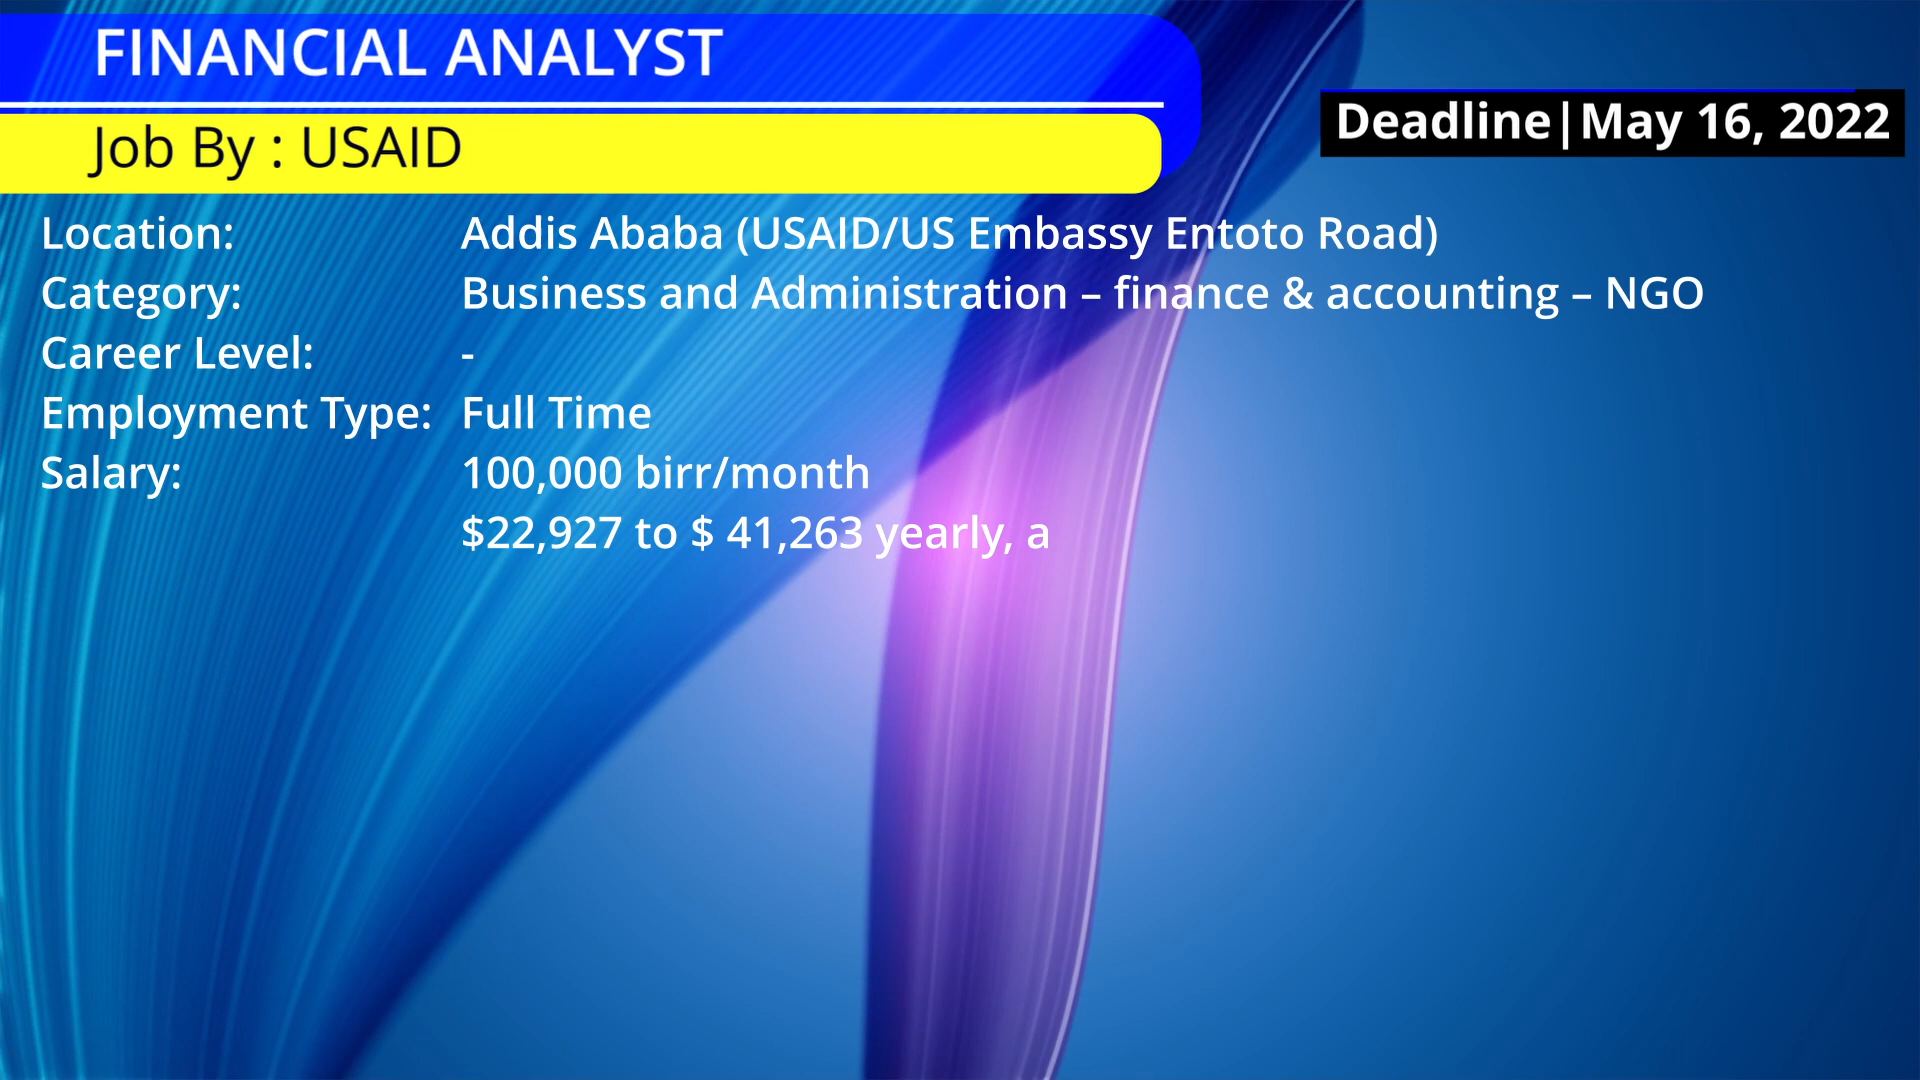 FINANCIAL ANALYST
Job By : USAID
Deadline|May 16, 2022
Location: Addis Ababa (USAID/US Embassy Entoto Road)
Category: Business and Administration – finance & accounting – NGO
Career Level: -
Employment Type: Full Time
Salary: 100,000 birr/month
$22,927 to $ 41,263 yearly, a